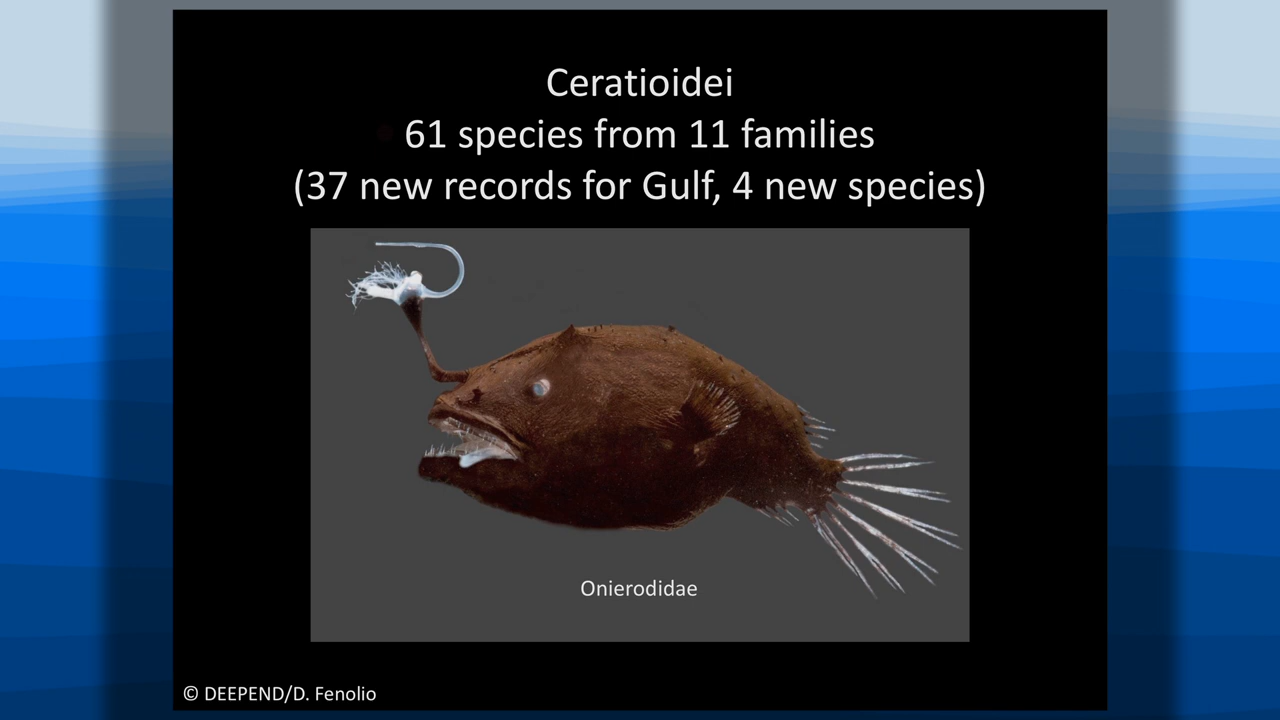 Ceratioidei
61 species from 11 families
(37 new records for Gulf, 4 new species)
Onierodidae
© DEEPEND/D. Fenolio